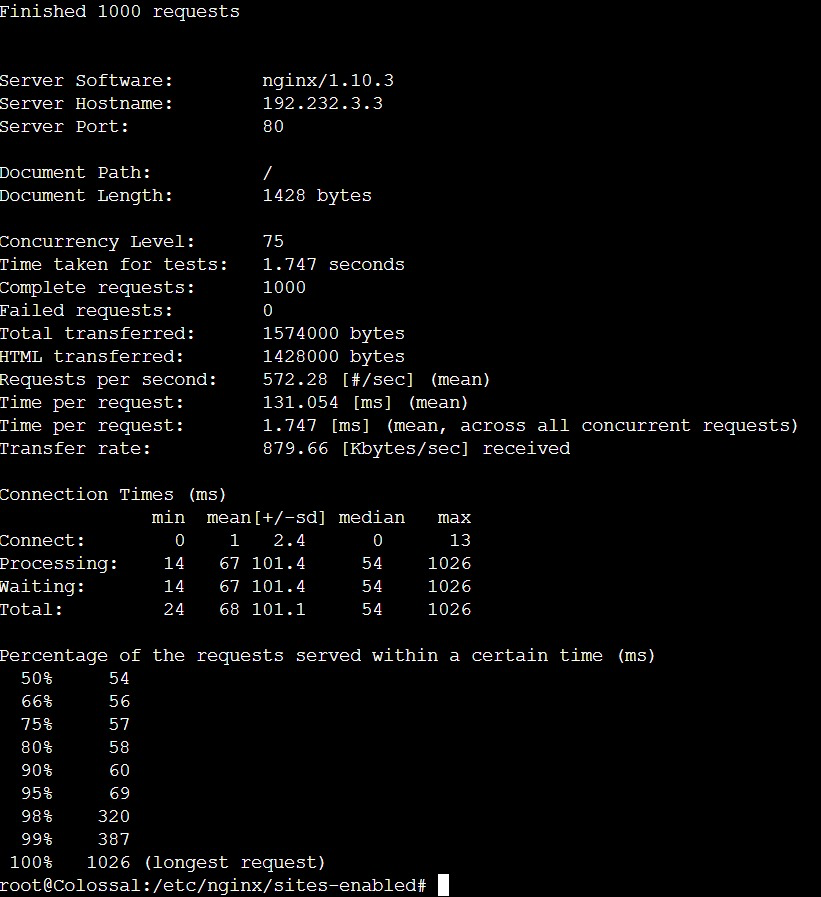 Finished 1000 requests
Server Software: nginx/1.10.3
Server Hostname: 192.232.3.3
Server Port: 80
Document Path: /
Document Length: 1428 bytes
Concurrency Level: 75
Time taken for tests: 1.747 seconds
Complete requests: 1000
Failed requests: 0
Total transferred: 1574000 bytes
HTML transferred: 1428000 bytes
Requests per second: 572.28 [#/sec] (mean)
Time per request: 131.054 [ms] (mean)
Time per request: 1.747 [ms] (mean, across all concurrent requests)
Transfer rate: 879.66 [Kbytes/sec] received
Connection Times (ms)
min mean[+/-sd] median max
Connect: 0 1 2.4 0 13
Processing: 14 67 101.4 54 1026
Waiting: 14 67 101.4 54 1026
Total: 24 68 101.1 54 1026
Percentage of the requests served within a certain time (ms)
50% 54
66% 56
75% 57
80% 58
90% 60
95% 69
98% 320
99% 387
100% 1026 (longest request)
root@Colossal:/etc/nginx/sites-enabled#